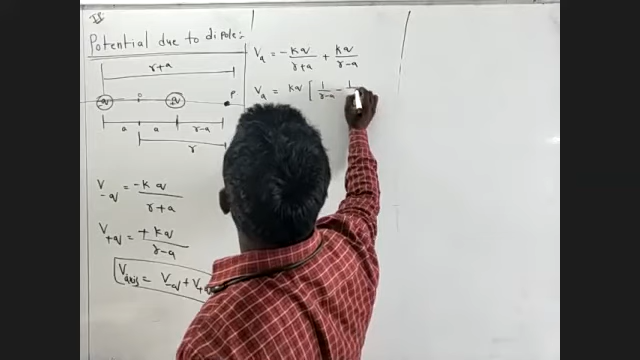 Potential due to dipole:-
r+a
-q
q
P
a a r-a
r
V-q = -Kq / r+a
V+q = +Kq / r-a
Vaxis = V-q + V+q
Va = -Kq / r+a + Kq / r-a
Va = Kq [ 1 / r-a - 1